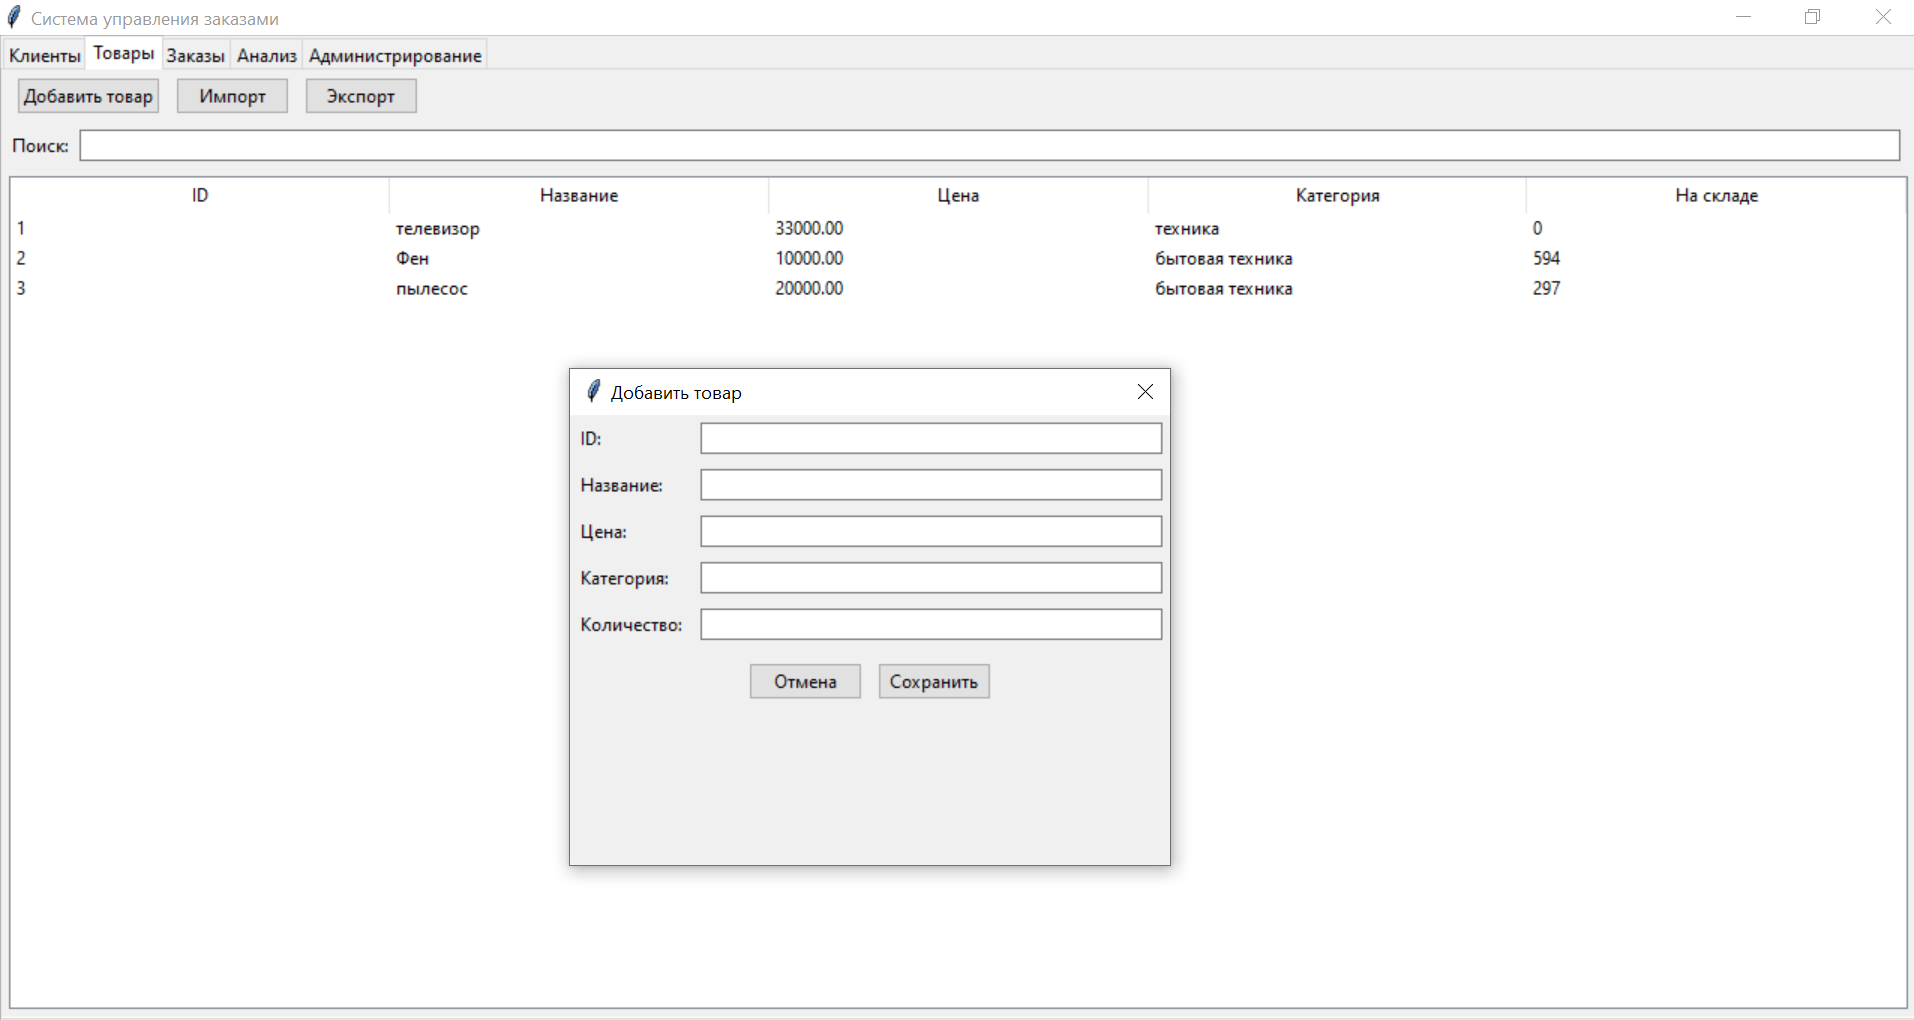 Система управления заказами
Клиенты Товары Заказы Анализ Администрирование
Добавить товар Импорт Экспорт
Поиск:
ID Название Цена Категория На складе
1 телевизор 33000.00 техника 0
2 Фен 10000.00 бытовая техника 594
3 пылесос 20000.00 бытовая техника 297
Добавить товар
ID:
Название:
Цена:
Категория:
Количество:
Отмена Сохранить